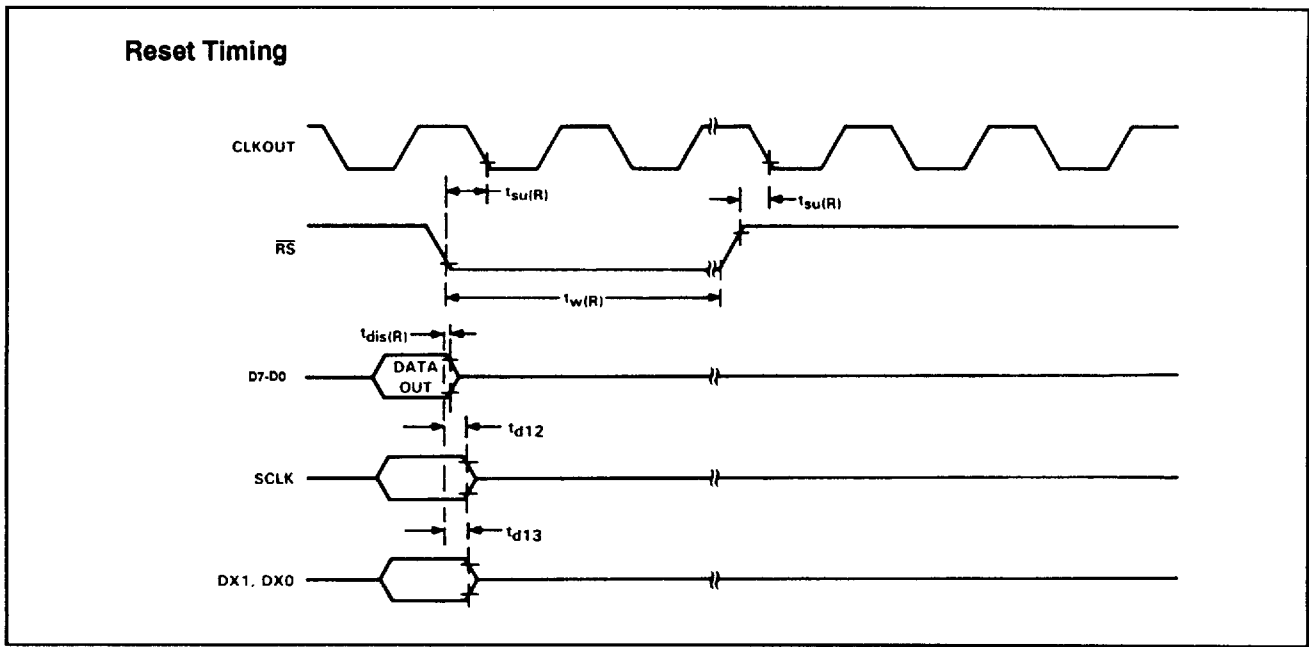 Reset Timing
CLKOUT
tsu(R)
tsu(R)
RS
tw(R)
tdis(R)
D7-D0
DATA
OUT
td12
SCLK
td13
DX1, DX0